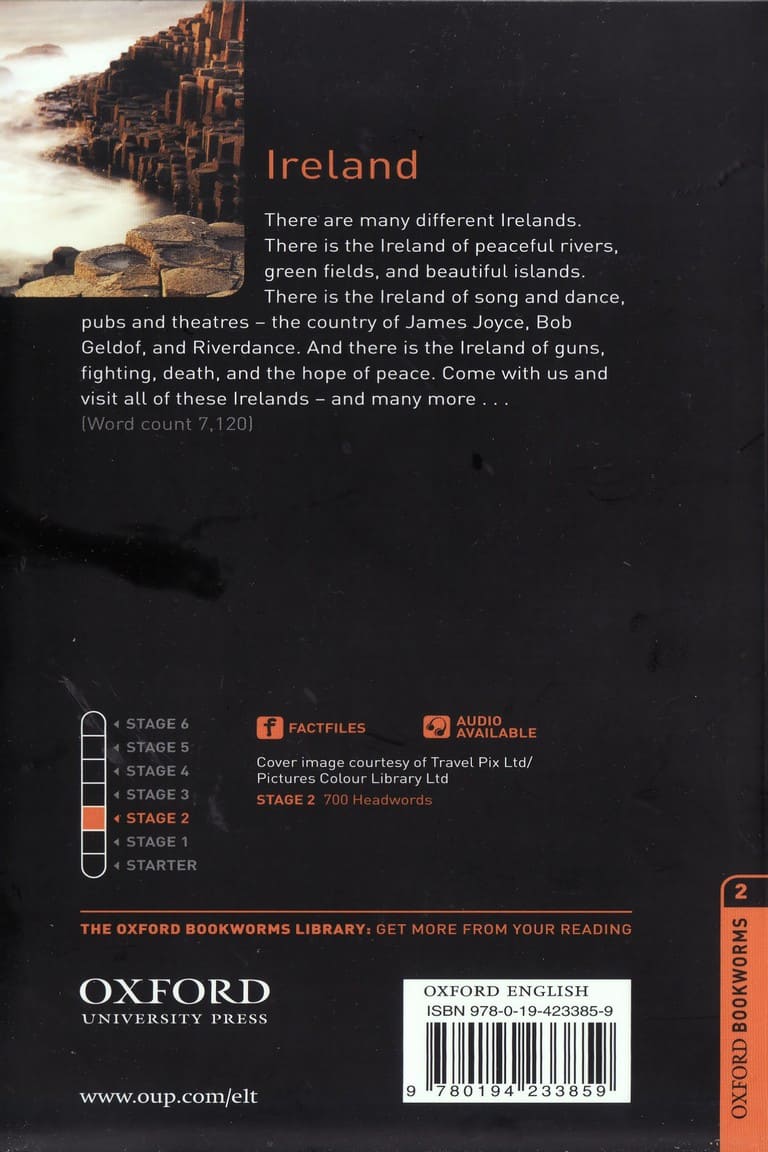 Ireland
There are many different Irelands.
There is the Ireland of peaceful rivers,
green fields, and beautiful islands.
There is the Ireland of song and dance,
pubs and theatres – the country of James Joyce, Bob
Geldof, and Riverdance. And there is the Ireland of guns,
fighting, death, and the hope of peace. Come with us and
visit all of these Irelands – and many more . . .
(Word count 7,120)
STAGE 6
STAGE 5
STAGE 4
STAGE 3
STAGE 2
STAGE 1
STARTER
f FACTFILES
AUDIO
AVAILABLE
Cover image courtesy of Travel Pix Ltd/
Pictures Colour Library Ltd
STAGE 2 700 Headwords
THE OXFORD BOOKWORMS LIBRARY: GET MORE FROM YOUR READING
OXFORD
UNIVERSITY PRESS
www.oup.com/elt
OXFORD ENGLISH
ISBN 978-0-19-423385-9
9 780194 233859
2
OXFORD BOOKWORMS